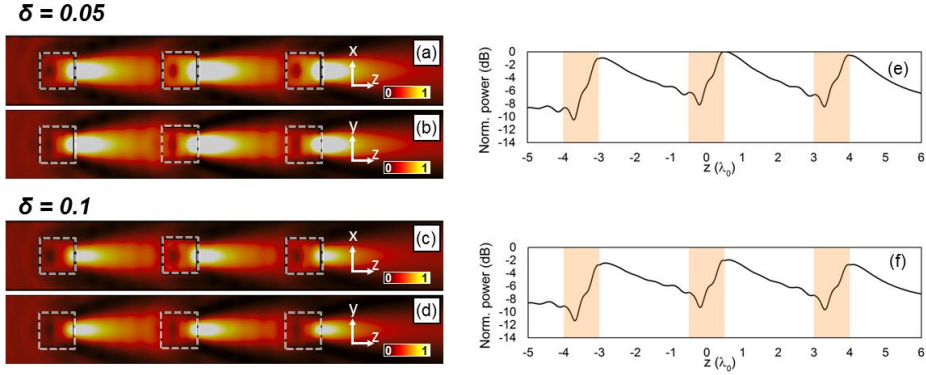 δ = 0.05
(a)
x
z
0 1
(b)
y
z
0 1
δ = 0.1
(c)
x
z
0 1
(d)
y
z
0 1
Norm. power (dB)
0
-2
-4
-6
-8
-10
-12
-14
(e)
-5 -4 -3 -2 -1 0 1 2 3 4 5 6
z (λ0)
Norm. power (dB)
0
-2
-4
-6
-8
-10
-12
-14
(f)
-5 -4 -3 -2 -1 0 1 2 3 4 5 6
z (λ0)